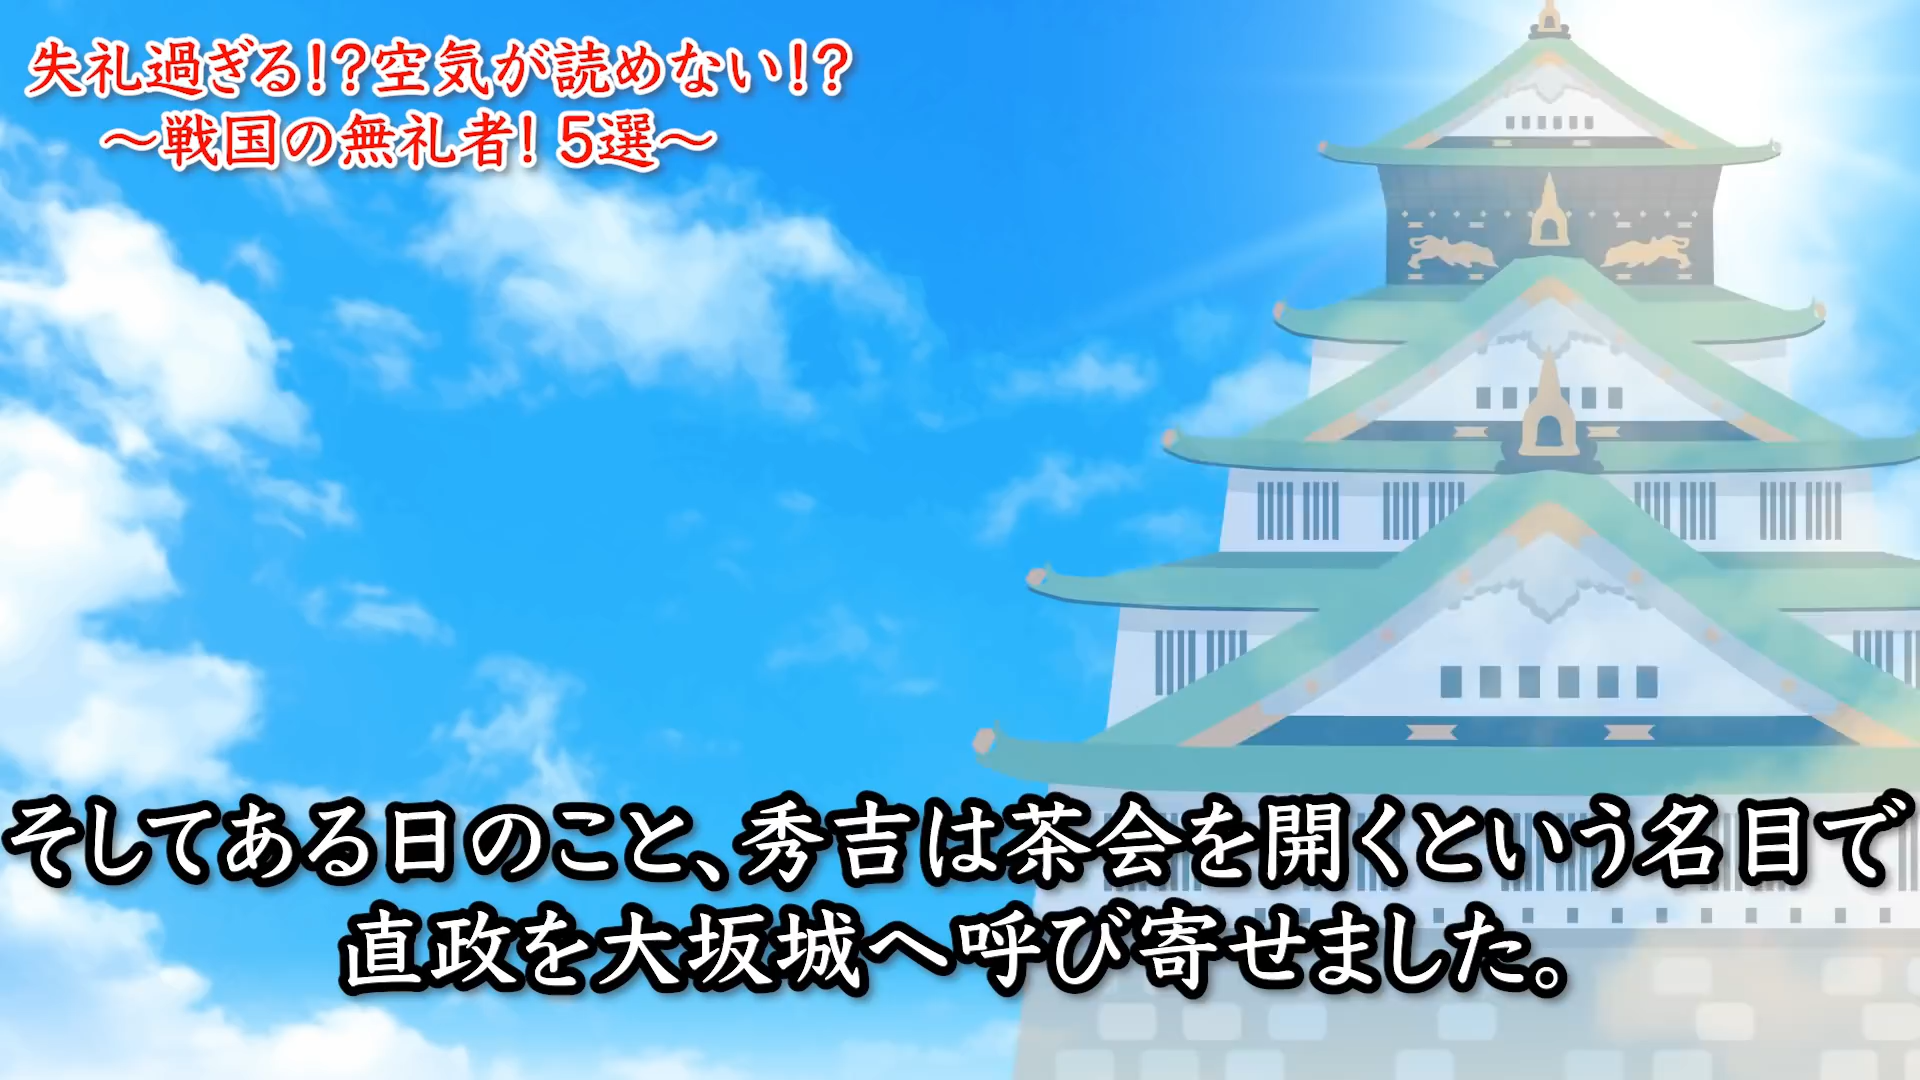 失礼過ぎる!?空気が読めない!?
～戦国の無礼者! 5選～
そしてある日のこと、秀吉は茶会を開くという名目で
直政を大坂城へ呼び寄せました。